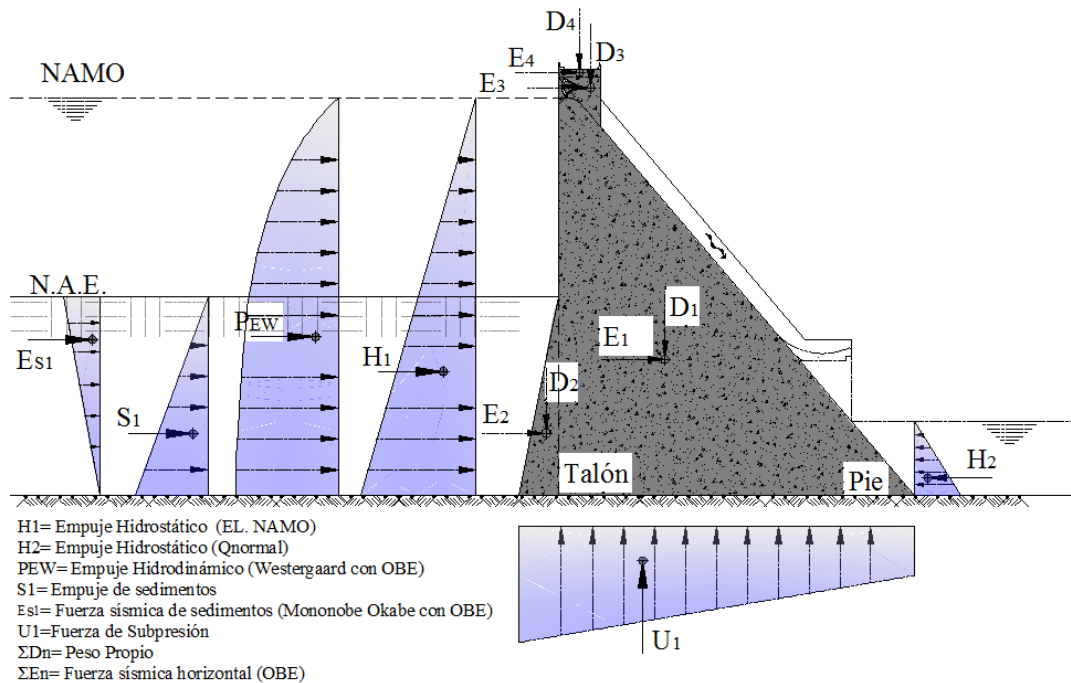 D4
D3
E4
NAMO
E3
N.A.E.
PEW
D1
E1
Es1
H1
D2
S1
E2
H2
Talón
Pie
H1= Empuje Hidrostático (EL. NAMO)
H2= Empuje Hidrostático (Qnormal)
PEW= Empuje Hidrodinámico (Westergaard con OBE)
S1= Empuje de sedimentos
Es1= Fuerza sísmica de sedimentos (Mononobe Okabe con OBE)
U1=Fuerza de Subpresión
ΣDn= Peso Propio
ΣEn= Fuerza sísmica horizontal (OBE)
U1